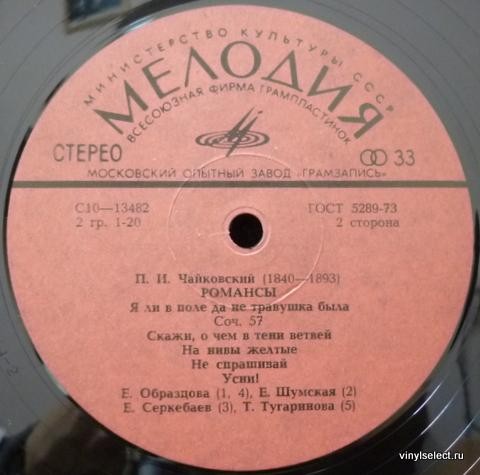 МИНИСТЕРСТВО КУЛЬТУРЫ СССР
МЕЛОДИЯ
ВСЕСОЮЗНАЯ ФИРМА ГРАМПЛАСТИНОК
СТЕРЕО 33
МОСКОВСКИЙ ОПЫТНЫЙ ЗАВОД „ГРАМЗАПИСЬ"
С10—13482 ГОСТ 5289-73
2 гр. 1-20 2 сторона
П. И. Чайковский (1840—1893)
РОМАНСЫ
Я ли в поле да не травушка была
Соч. 57
Скажи, о чем в тени ветвей
На нивы желтые
Не спрашивай
Усни!
Е. Образцова (1, 4), Е. Шумская (2)
Е. Серкебаев (3), Т. Тугаринова (5)
vinylselect.ru